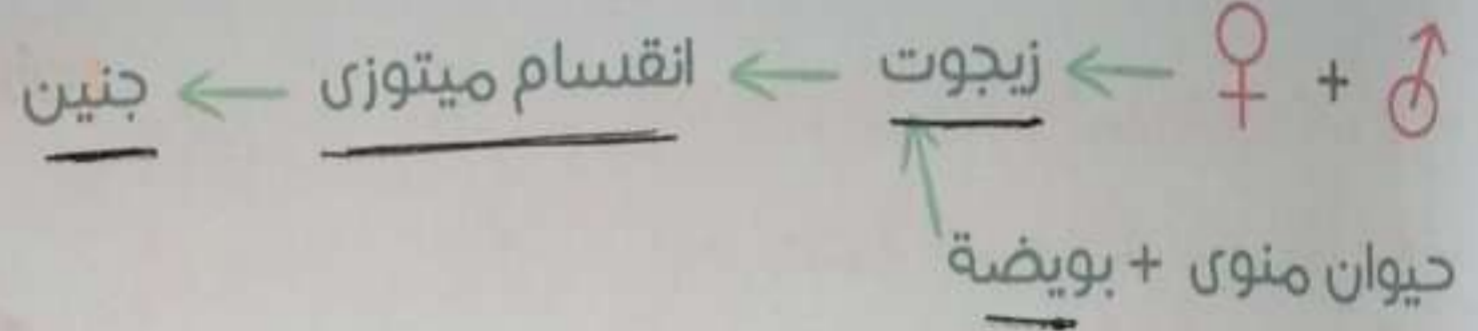 ♂ + ♀ ← زيجوت ← انقسام ميتوزى ← جنين
حيوان منوى + بويضة